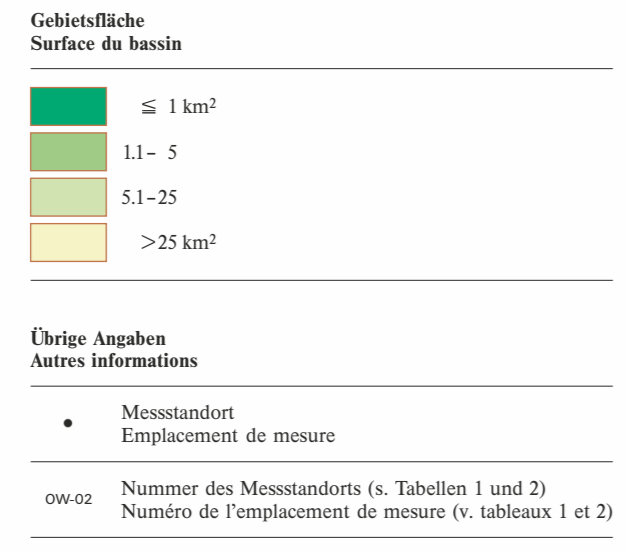 Gebietsfläche
Surface du bassin
≦ 1 km²
1.1– 5
5.1–25
>25 km²
Übrige Angaben
Autres informations
Messstandort
Emplacement de mesure
OW-02
Nummer des Messstandorts (s. Tabellen 1 und 2)
Numéro de l'emplacement de mesure (v. tableaux 1 et 2)